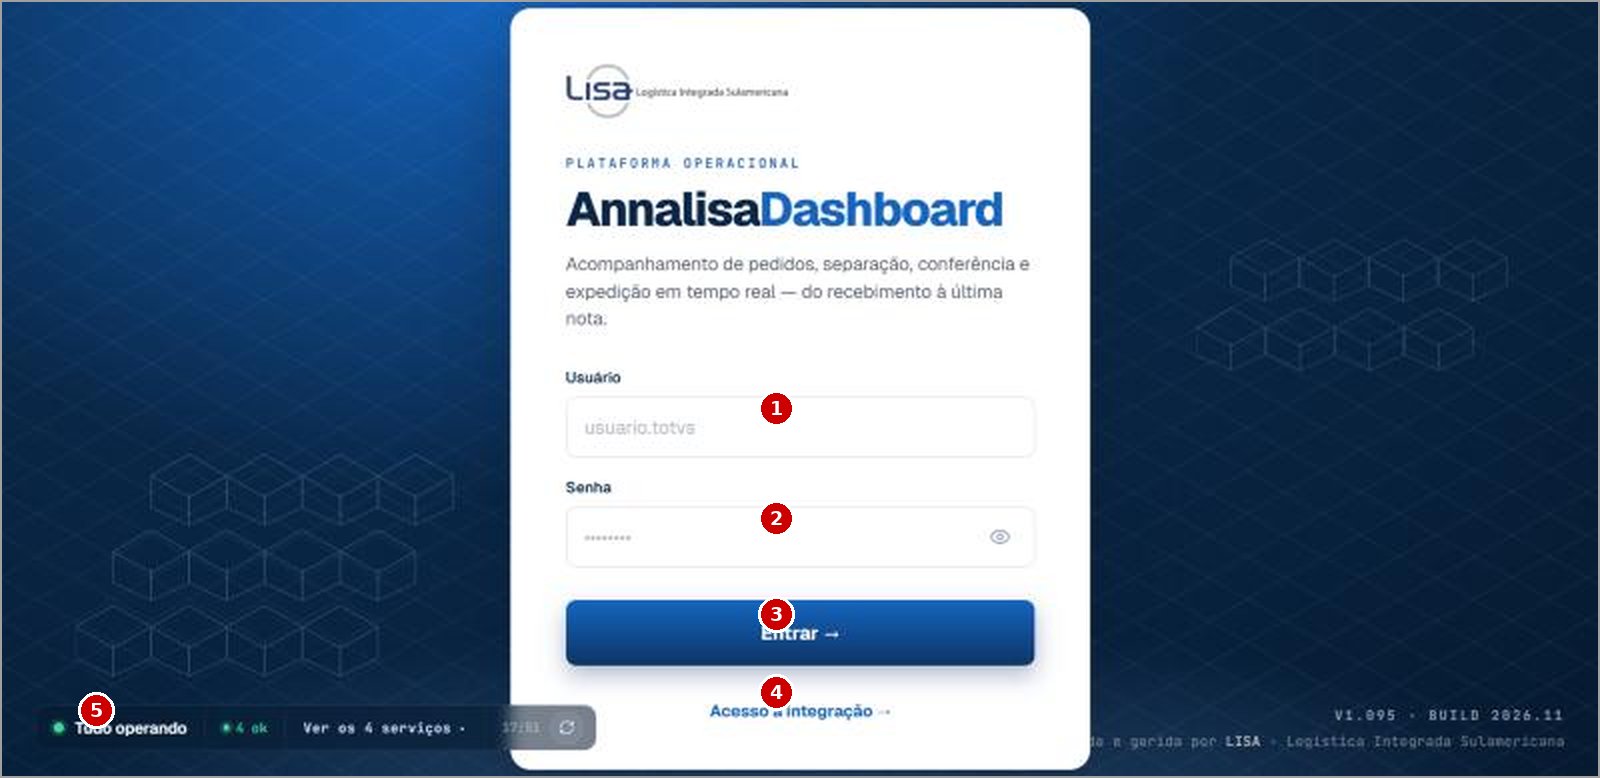 Lisa Logística Integrada Sulamericana
PLATAFORMA OPERACIONAL
AnnalisaDashboard
Acompanhamento de pedidos, separação, conferência e
expedição em tempo real — do recebimento à última
nota.
Usuário
1
usuario.totvs
Senha
2
3
Entrar →
4
Acesso à integração →
5
Tudo operando
4 ok
Ver os 4 serviços
V1.095 · BUILD 2026.11
e gerida por LISA · Logística Integrada Sulamericana